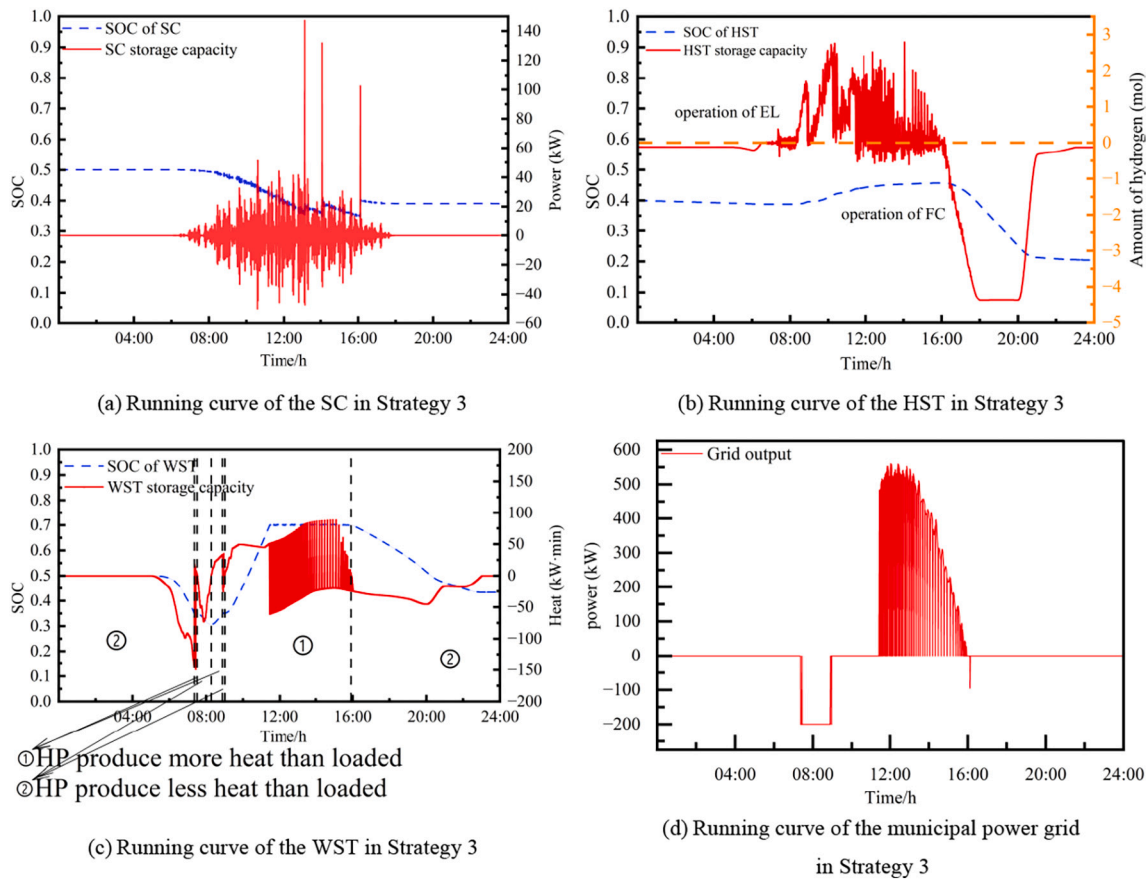 SOC of SC
SC storage capacity
1.0
0.9
0.8
0.7
0.6
0.5
0.4
0.3
0.2
0.1
0.0
SOC
140
120
100
80
60
40
20
0
−20
−40
−60
Power (kW)
04:00 08:00 12:00 16:00 20:00 24:00
Time/h
(a) Running curve of the SC in Strategy 3
SOC of HST
HST storage capacity
operation of EL
operation of FC
1.0
0.9
0.8
0.7
0.6
0.5
0.4
0.3
0.2
0.1
0.0
SOC
3
2
1
0
−1
−2
−3
−4
−5
Amount of hydrogen (mol)
04:00 08:00 12:00 16:00 20:00 24:00
Time/h
(b) Running curve of the HST in Strategy 3
SOC of WST
WST storage capacity
1.0
0.9
0.8
0.7
0.6
0.5
0.4
0.3
0.2
0.1
0.0
SOC
200
150
100
50
0
−50
−100
−150
−200
Heat (kW·min)
② ① ②
04:00 08:00 12:00 16:00 20:00 24:00
Time/h
①HP produce more heat than loaded
②HP produce less heat than loaded
(c) Running curve of the WST in Strategy 3
Grid output
600
500
400
300
200
100
0
−100
−200
power (kW)
04:00 08:00 12:00 16:00 20:00 24:00
Time/h
(d) Running curve of the municipal power grid
in Strategy 3